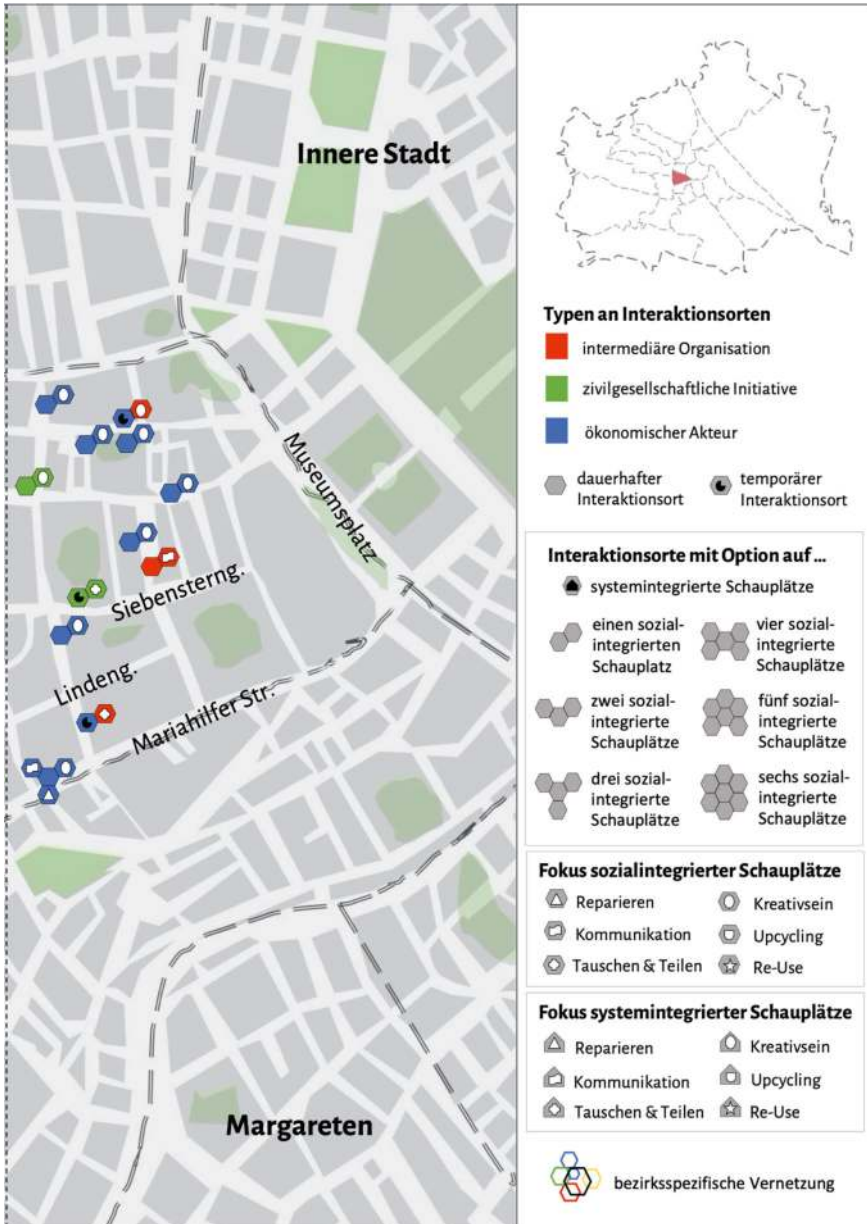 Innere Stadt
Museumsplatz
Siebensterng.
Lindeng.
Mariahilfer Str.
Margareten
Typen an Interaktionsorten
intermediäre Organisation
zivilgesellschaftliche Initiative
ökonomischer Akteur
dauerhafter
Interaktionsort
temporärer
Interaktionsort
Interaktionsorte mit Option auf ...
systemintegrierte Schauplätze
einen sozial-
integrierten
Schauplatz
vier sozial-
integrierte
Schauplätze
zwei sozial-
integrierte
Schauplätze
fünf sozial-
integrierte
Schauplätze
drei sozial-
integrierte
Schauplätze
sechs sozial-
integrierte
Schauplätze
Fokus sozialintegrierter Schauplätze
Reparieren
Kreativsein
Kommunikation
Upcycling
Tauschen & Teilen
Re-Use
Fokus systemintegrierter Schauplätze
Reparieren
Kreativsein
Kommunikation
Upcycling
Tauschen & Teilen
Re-Use
bezirksspezifische Vernetzung